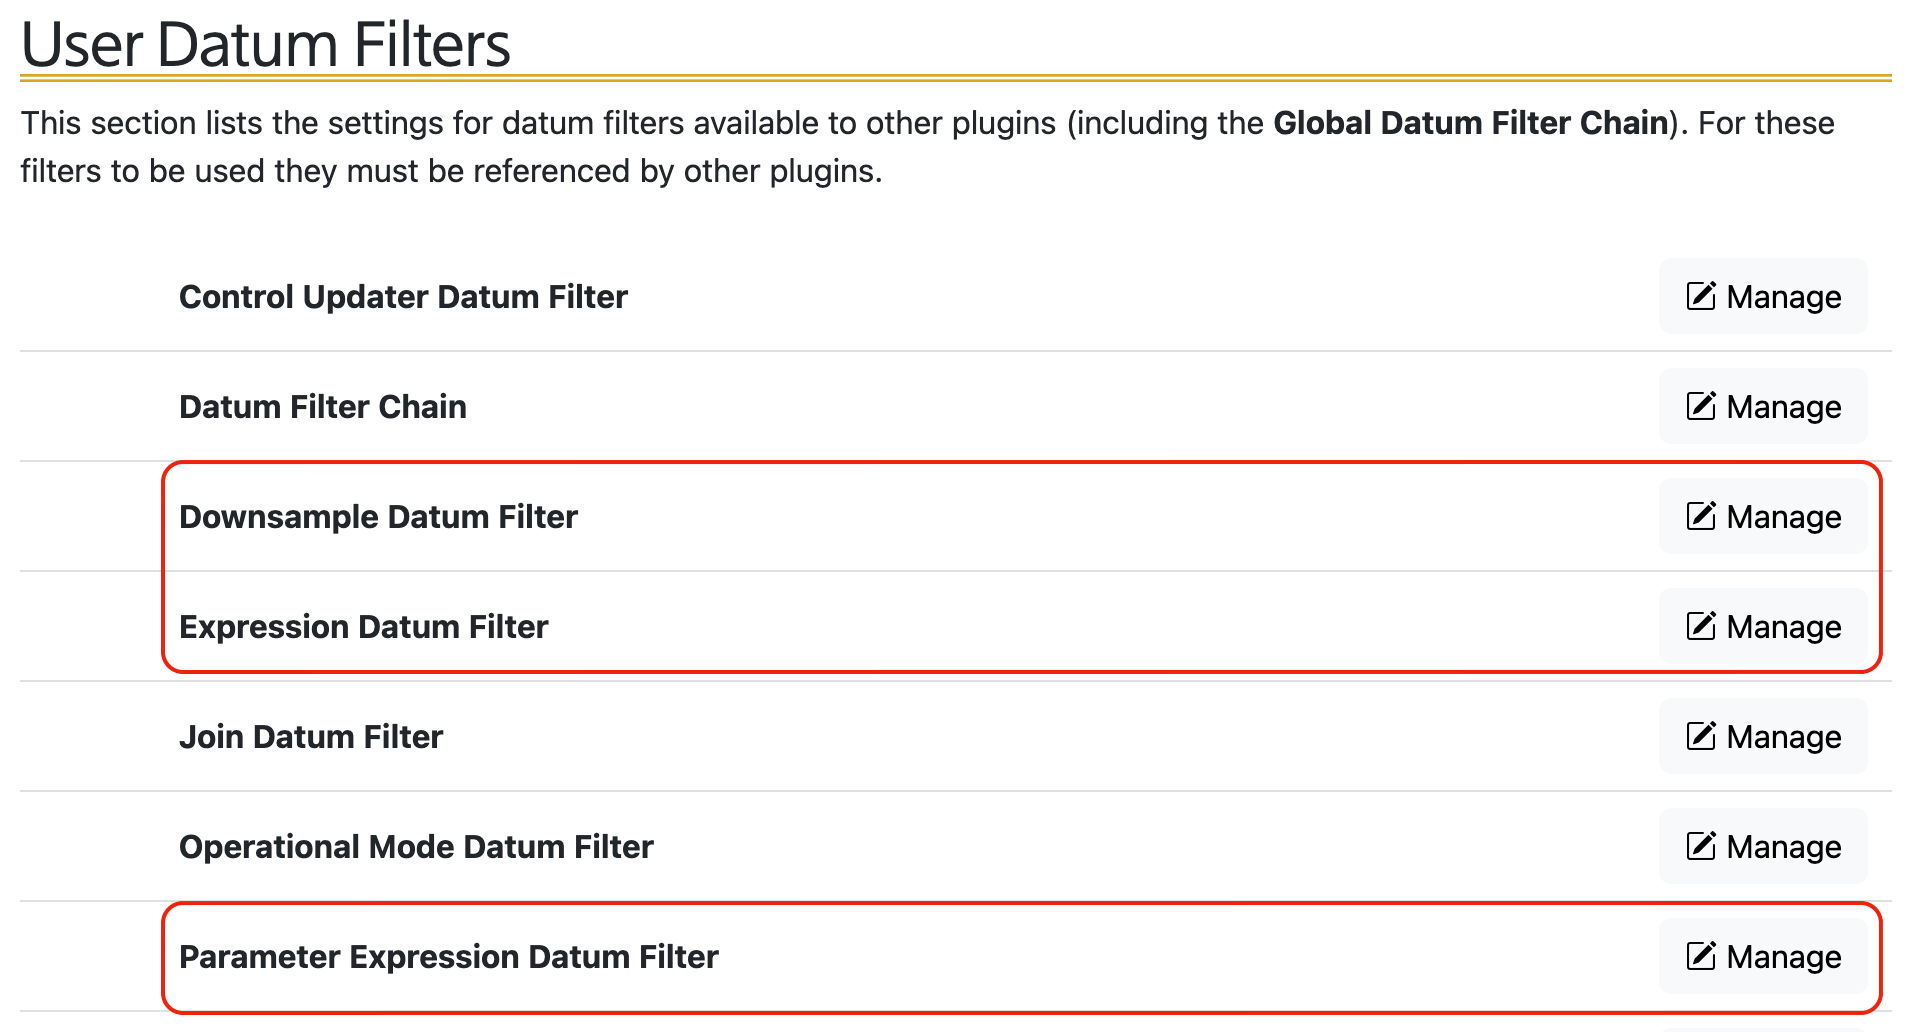 User Datum Filters
This section lists the settings for datum filters available to other plugins (including the Global Datum Filter Chain). For these
filters to be used they must be referenced by other plugins.
Control Updater Datum Filter Manage
Datum Filter Chain Manage
Downsample Datum Filter Manage
Expression Datum Filter Manage
Join Datum Filter Manage
Operational Mode Datum Filter Manage
Parameter Expression Datum Filter Manage